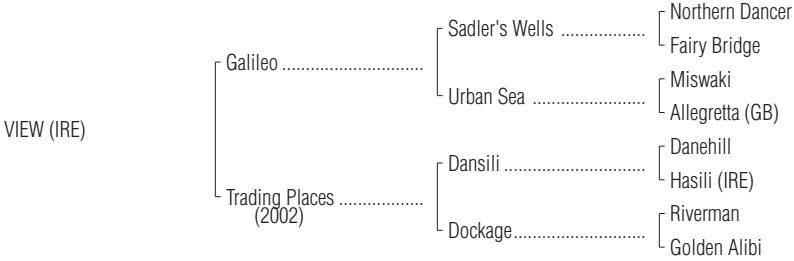 Northern Dancer
Sadler's Wells ...................
Fairy Bridge
Galileo ..............................
Miswaki
Urban Sea ........................
Allegretta (GB)
VIEW (IRE)
Danehill
Dansili ..............................
Hasili (IRE)
Trading Places ..................
(2002)
Riverman
Dockage............................
Golden Alibi